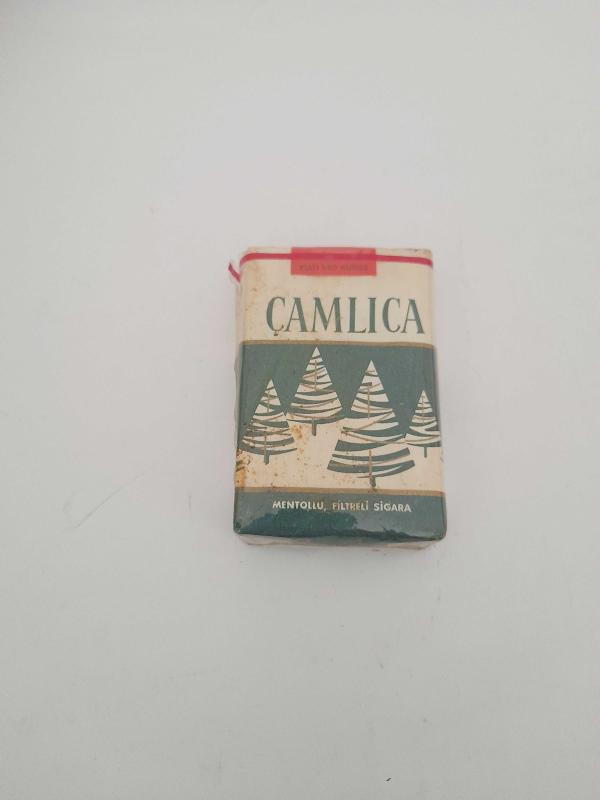 ÇAMLICA
MENTOLLU, FİLTRELİ SİGARA